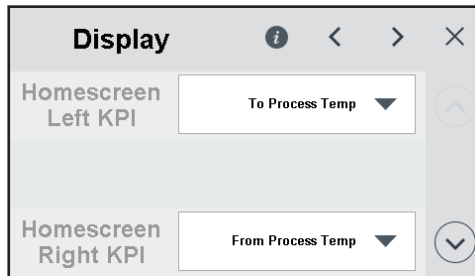 Display
Homescreen
Left KPI
To Process Temp
Homescreen
Right KPI
From Process Temp